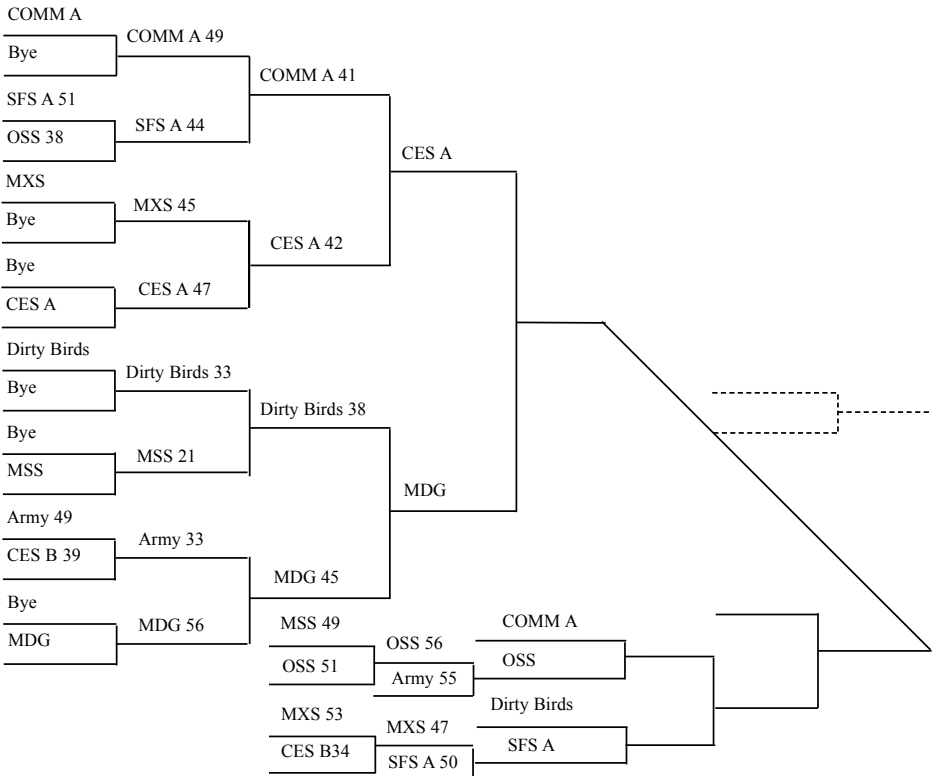 COMM A
Bye
SFS A 51
OSS 38
MXS
Bye
Bye
CES A
Dirty Birds
Bye
Bye
MSS
Army 49
CES B 39
Bye
MDG
COMM A 49
SFS A 44
MXS 45
CES A 47
Dirty Birds 33
MSS 21
Army 33
MDG 56
COMM A 41
CES A 42
Dirty Birds 38
MDG 45
CES A
MDG
MSS 49
OSS 51
MXS 53
CES B34
OSS 56
Army 55
MXS 47
SFS A 50
COMM A
OSS
Dirty Birds
SFS A